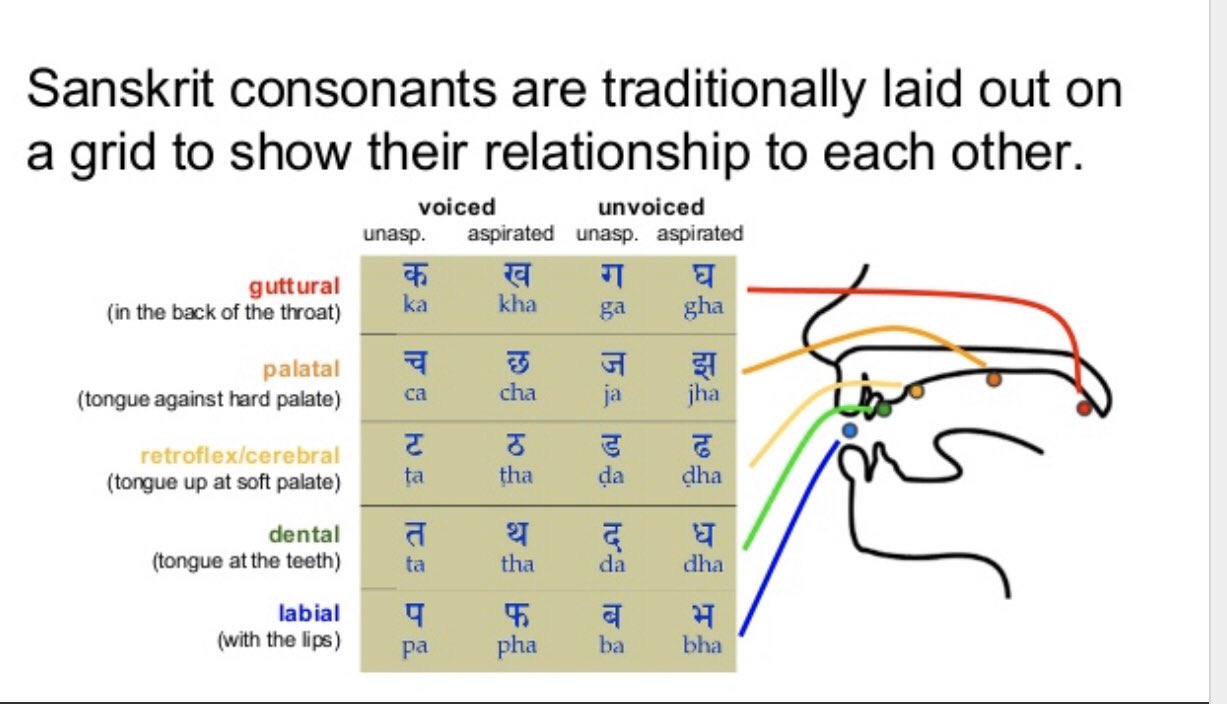 Sanskrit consonants are traditionally laid out on
a grid to show their relationship to each other.
voiced unvoiced
unasp. aspirated unasp. aspirated
guttural
(in the back of the throat)
क ख ग घ
ka kha ga gha
palatal
(tongue against hard palate)
च छ ज झ
ca cha ja jha
retroflex/cerebral
(tongue up at soft palate)
ट ठ ड ढ
ṭa ṭha ḍa ḍha
dental
(tongue at the teeth)
त थ द ध
ta tha da dha
labial
(with the lips)
प फ ब भ
pa pha ba bha